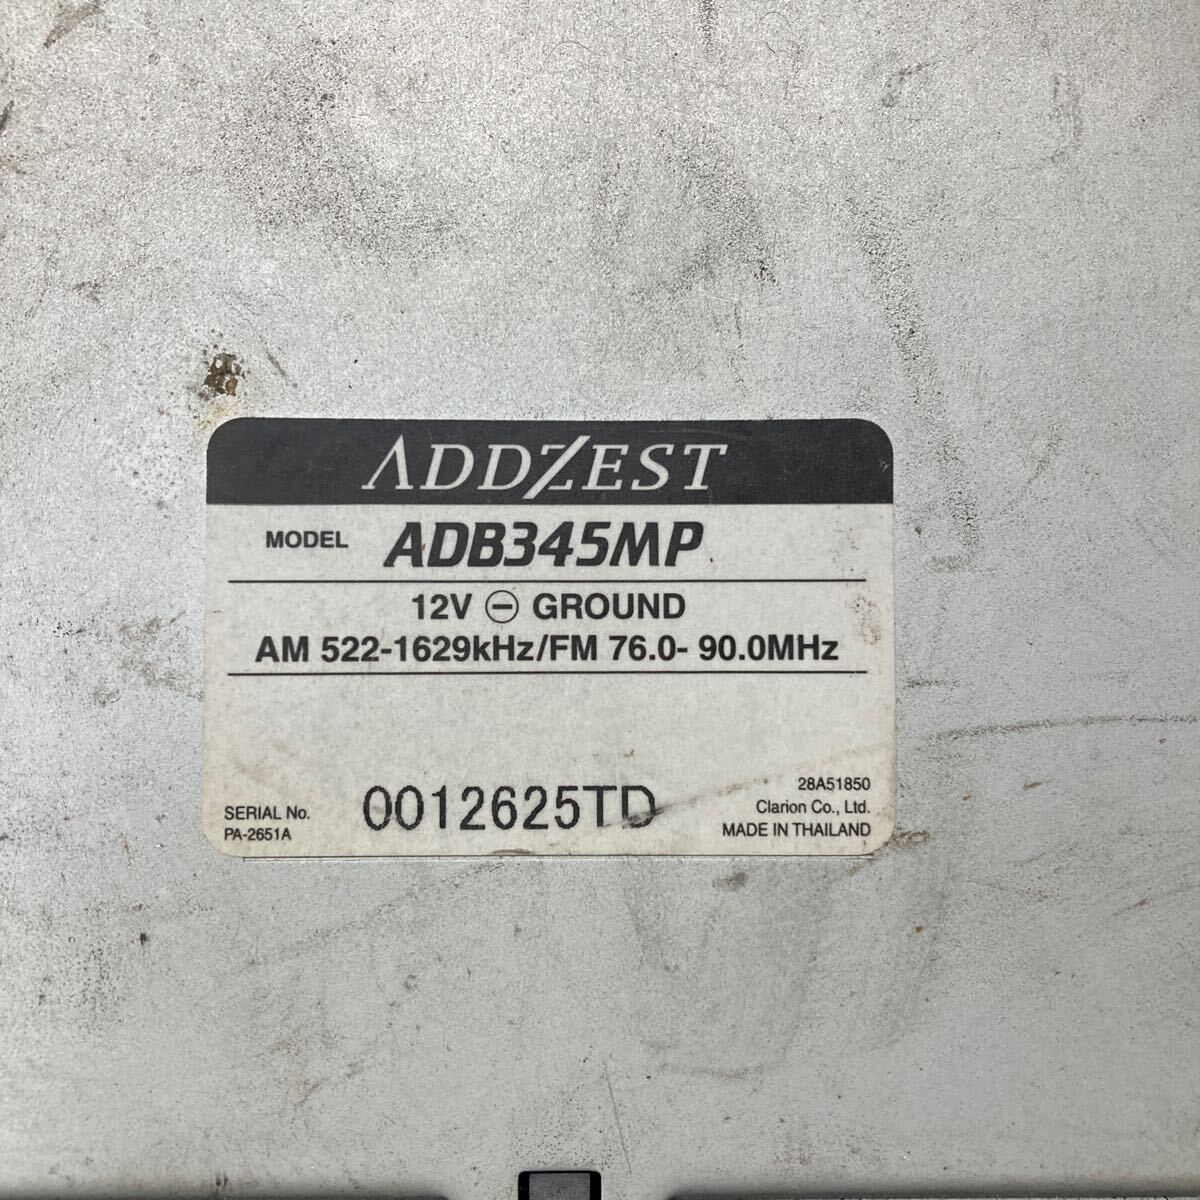 ADDZEST
MODEL ADB345MP
12V ⊖ GROUND
AM 522-1629kHz/FM 76.0- 90.0MHz
28A51850
SERIAL No. 0012625TD Clarion Co., Ltd.
PA-2651A MADE IN THAILAND